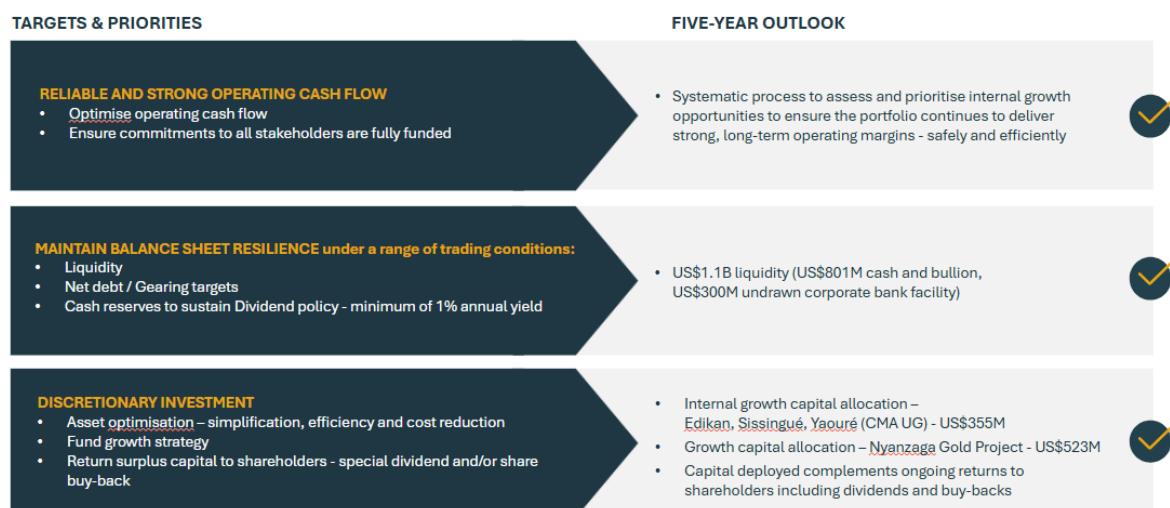 TARGETS & PRIORITIES
FIVE-YEAR OUTLOOK
RELIABLE AND STRONG OPERATING CASH FLOW
• Optimise operating cash flow
• Ensure commitments to all stakeholders are fully funded
• Systematic process to assess and prioritise internal growth
opportunities to ensure the portfolio continues to deliver
strong, long-term operating margins - safely and efficiently
MAINTAIN BALANCE SHEET RESILIENCE under a range of trading conditions:
• Liquidity
• Net debt / Gearing targets
• Cash reserves to sustain Dividend policy - minimum of 1% annual yield
• US$1.1B liquidity (US$801M cash and bullion,
US$300M undrawn corporate bank facility)
DISCRETIONARY INVESTMENT
• Asset optimisation – simplification, efficiency and cost reduction
• Fund growth strategy
• Return surplus capital to shareholders - special dividend and/or share
buy-back
• Internal growth capital allocation –
Edikan, Sissingué, Yaouré (CMA UG) - US$355M
• Growth capital allocation – Nyanzaga Gold Project - US$523M
• Capital deployed complements ongoing returns to
shareholders including dividends and buy-backs